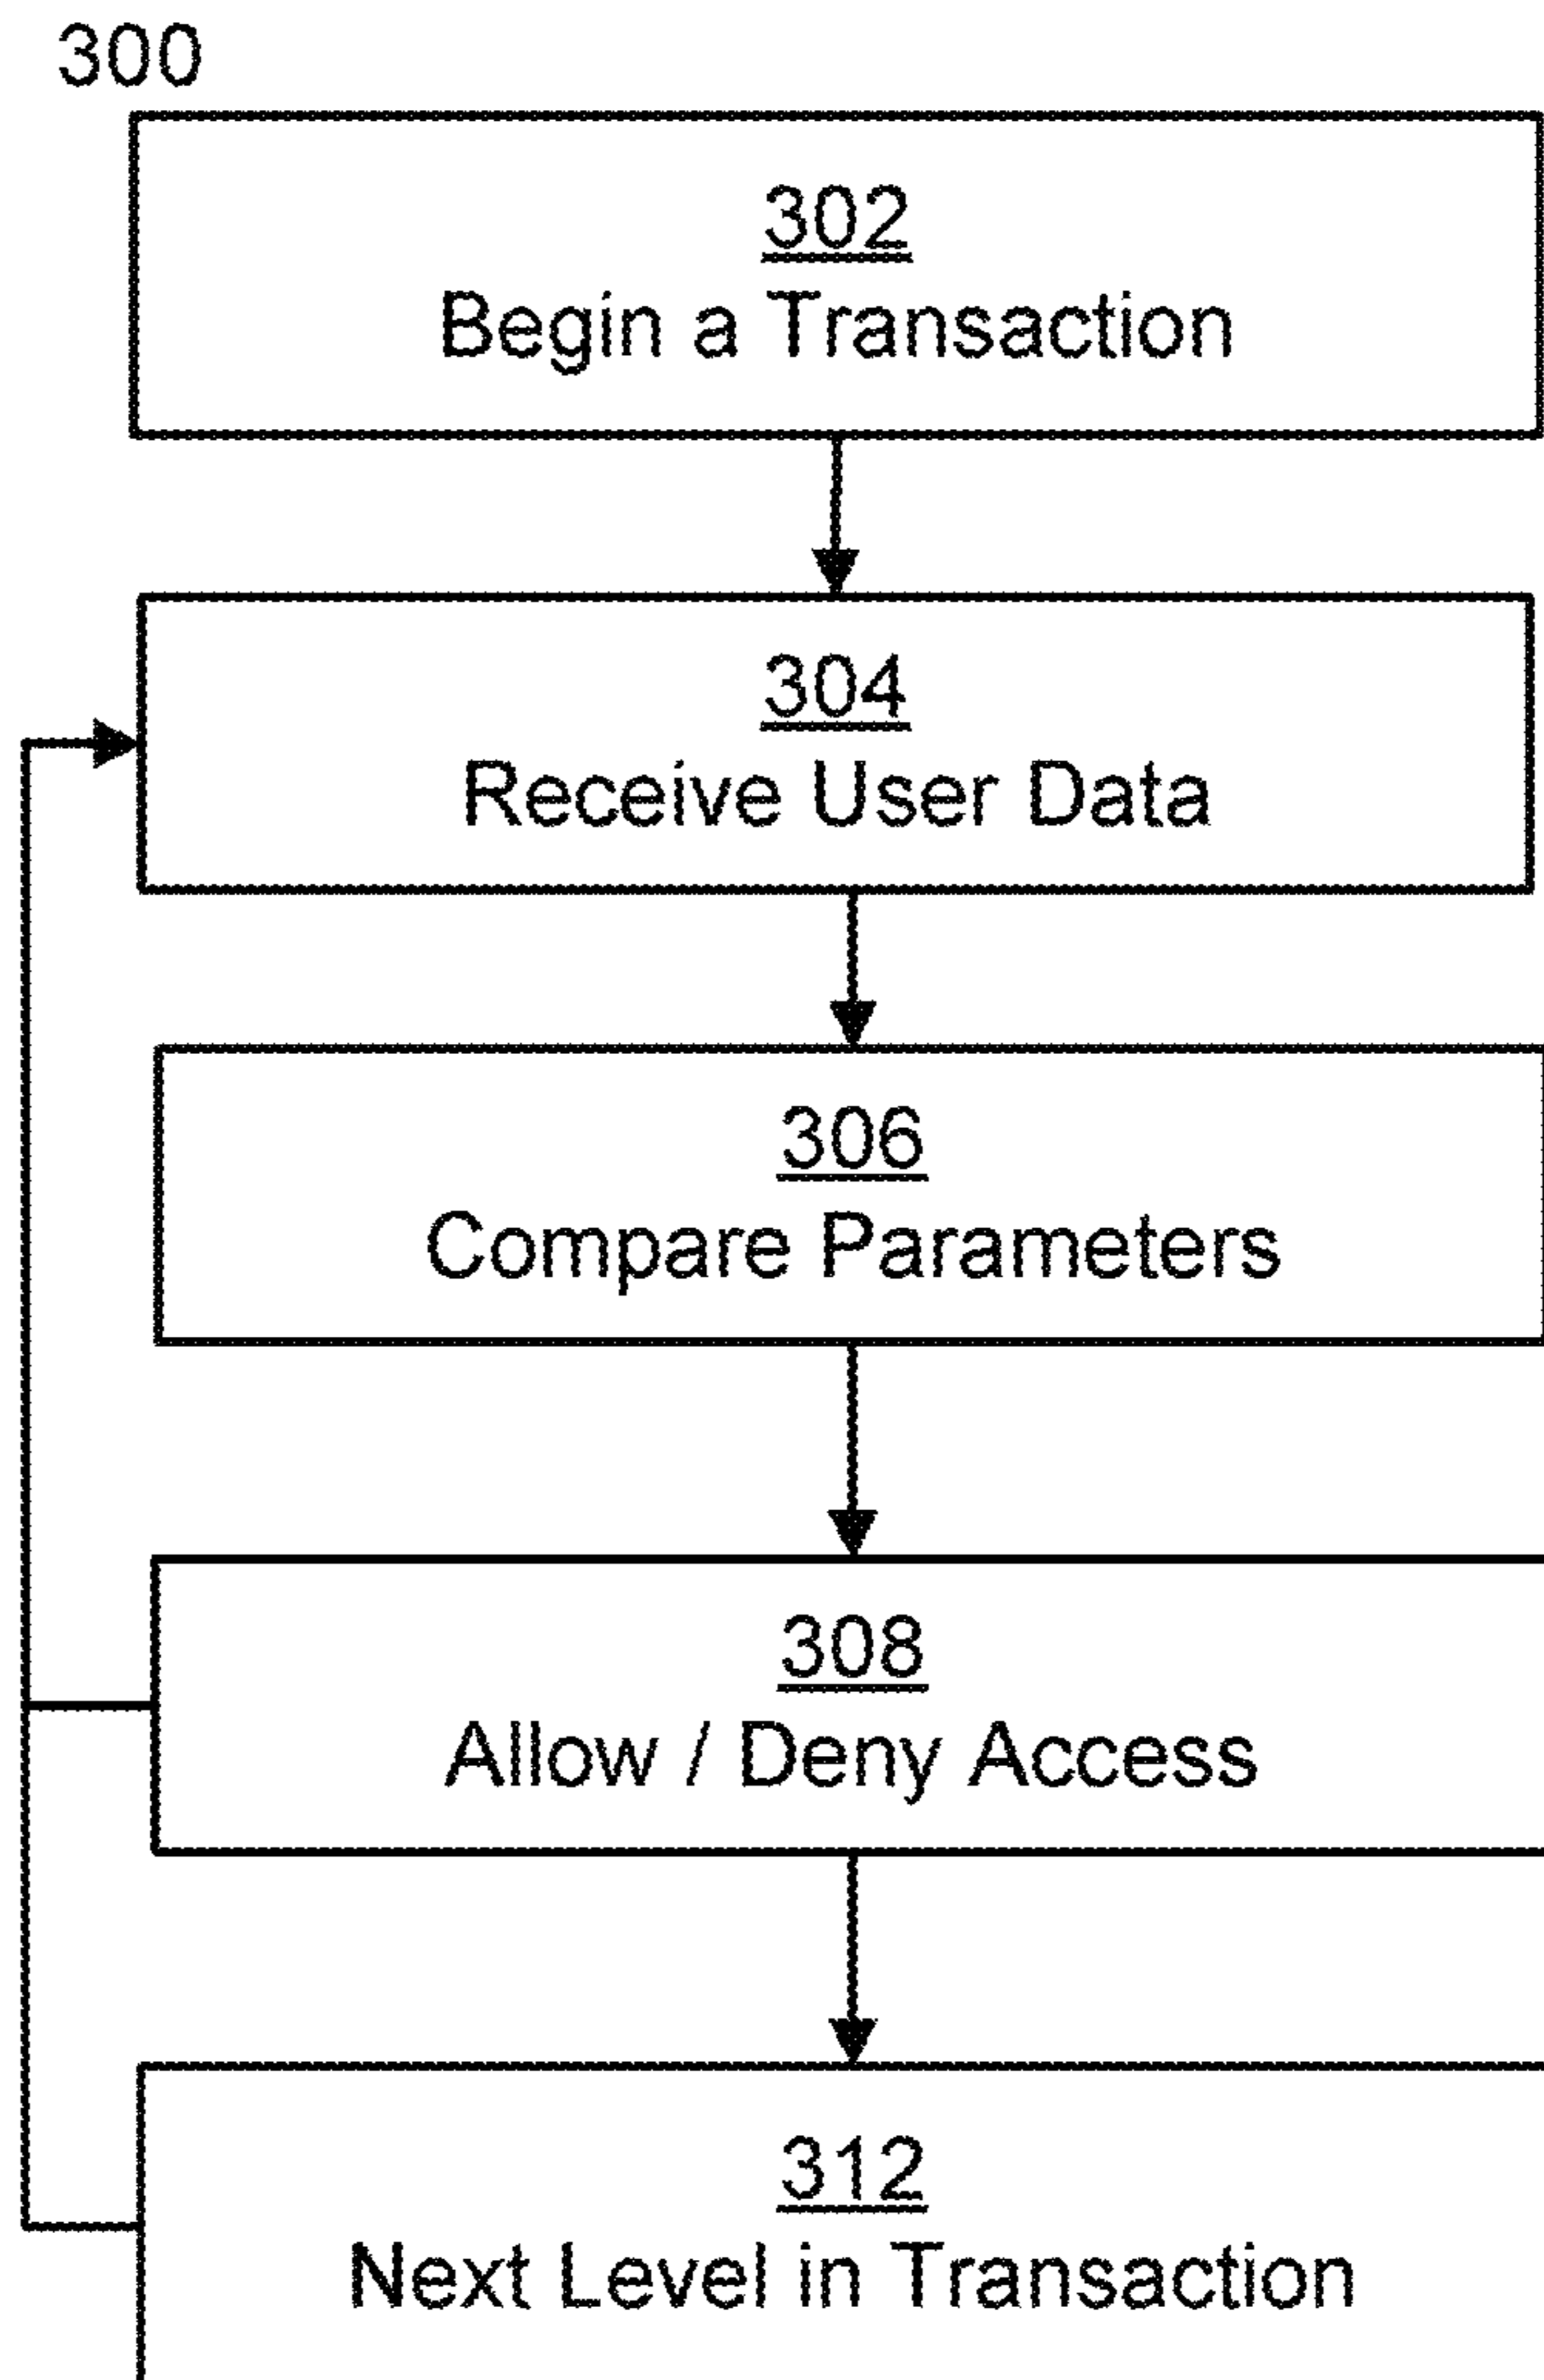 300
302
Begin a Transaction
304
Receive User Data
306
Compare Parameters
308
Allow / Deny Access
312
Next Level in Transaction